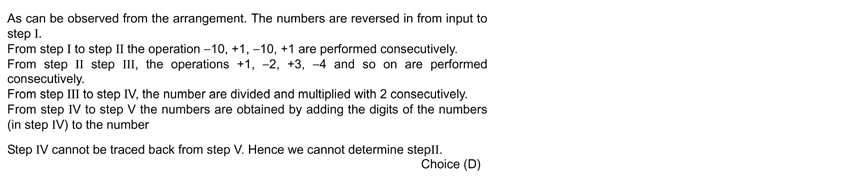 As can be observed from the arrangement. The numbers are reversed in from input to
step I.
From step I to step II the operation –10, +1, –10, +1 are performed consecutively.
From step II step III, the operations +1, –2, +3, –4 and so on are performed
consecutively.
From step III to step IV, the number are divided and multiplied with 2 consecutively.
From step IV to step V the numbers are obtained by adding the digits of the numbers
(in step IV) to the number
Step IV cannot be traced back from step V. Hence we cannot determine stepII.
Choice (D)